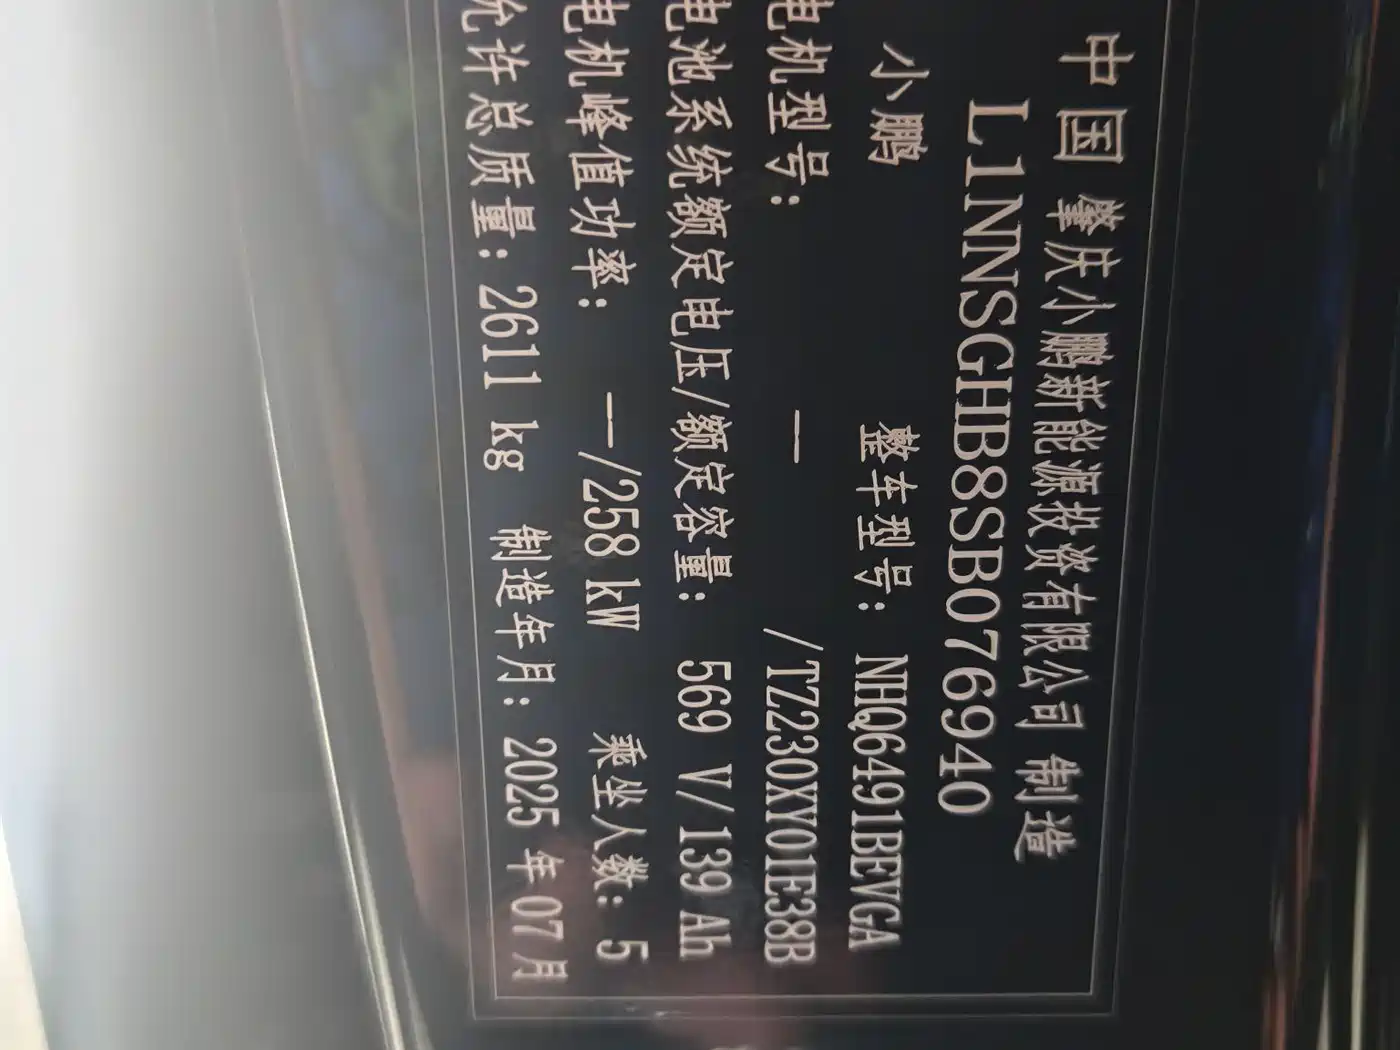 中国 肇庆小鹏新能源投资有限公司 制造
L1NNSGHB8SB076940
小鹏 整车型号: NHQ6491BEVGA
电机型号: —/TZ230XY01E38B
电池系统额定电压/额定容量: 569 V/139 Ah
电机峰值功率: —/258 kW 乘坐人数: 5
允许总质量: 2611 kg 制造年月: 2025 年 07 月